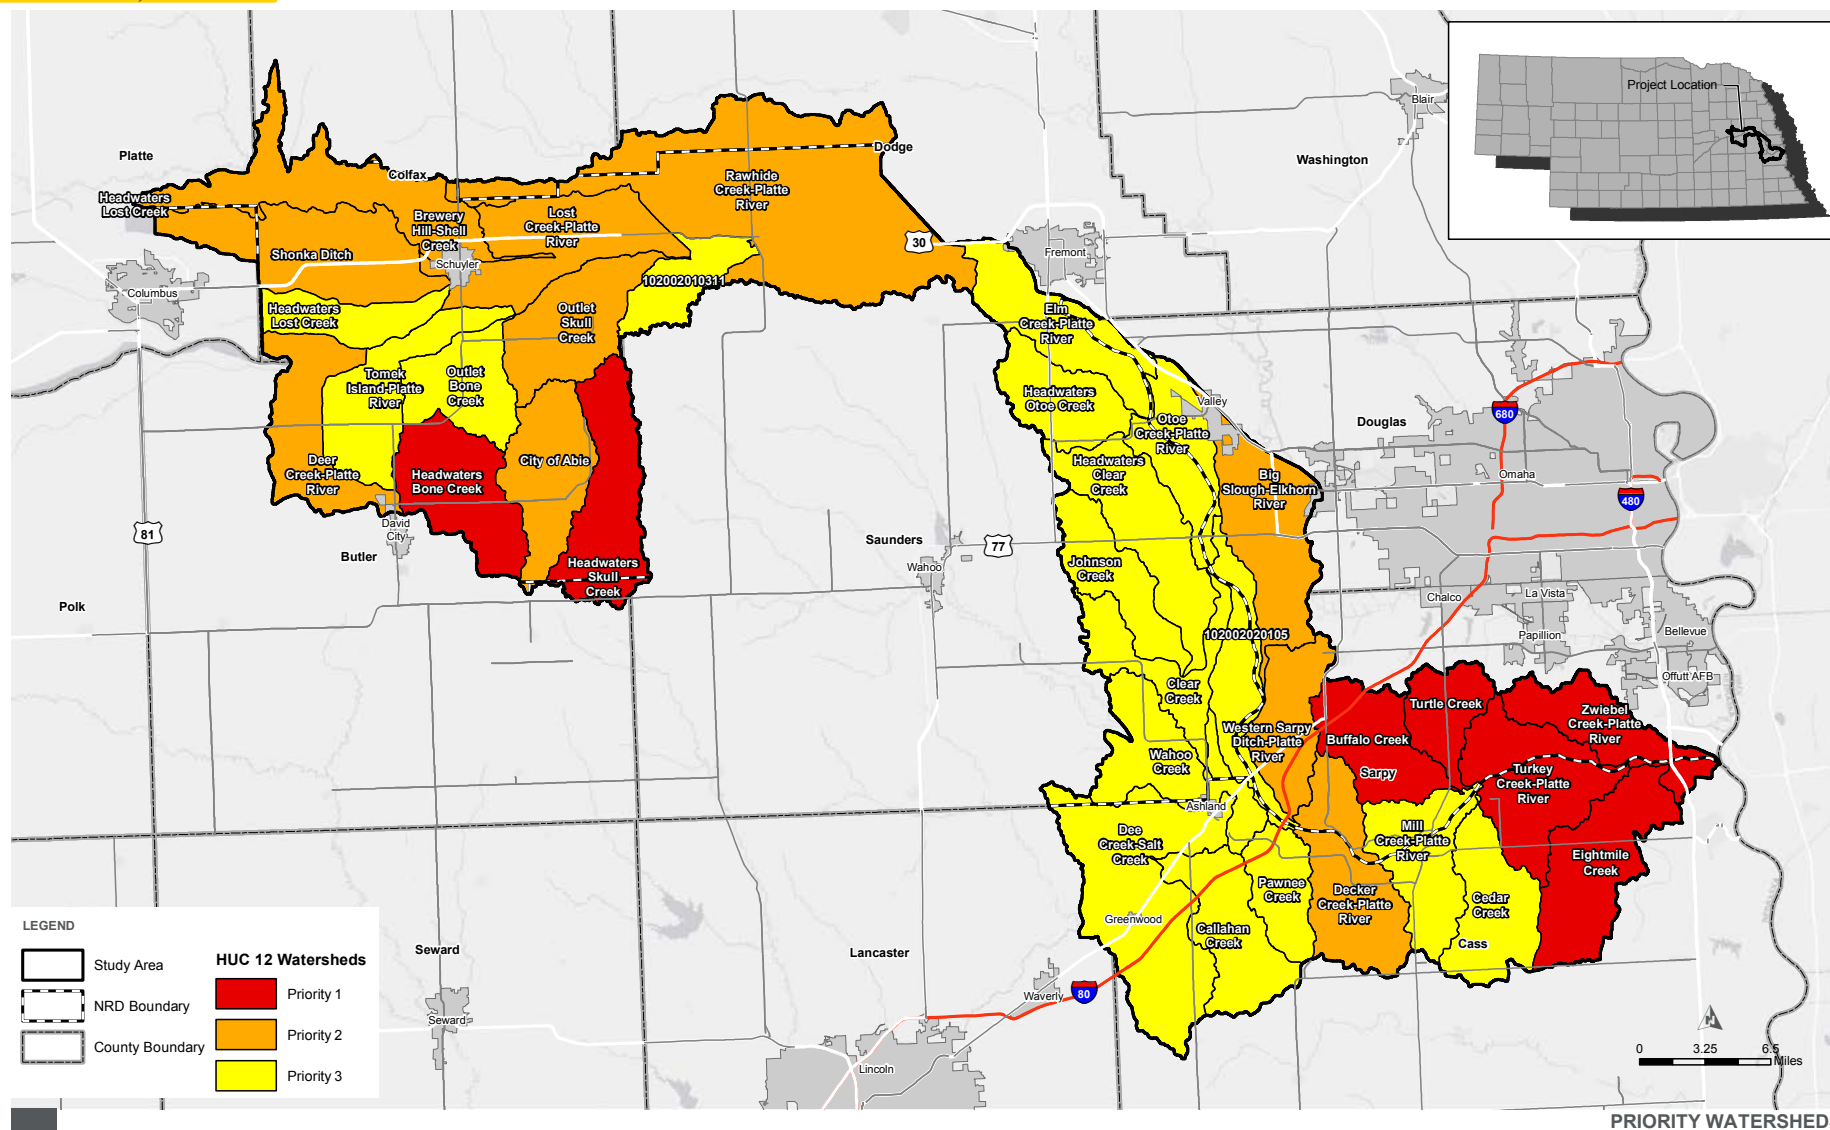 Project Location
Blair
Platte
Washington
Dodge
Colfax
Rawhide
Creek-Platte
River
Headwaters
Lost Creek
Brewery
Hill-Shell
Creek
Lost
Creek-Platte
River
30
Shonka Ditch
Schuyler
Fremont
Columbus
102002010311
Headwaters
Lost Creek
Outlet
Skull
Creek
Elm
Creek-Platte
River
Tomek
Island-Platte
River
Outlet
Bone
Creek
Headwaters
Otoe Creek
Valley
680
Otoe
Creek-Platte
River
Douglas
Deer
Creek-Platte
River
Headwaters
Bone Creek
City of Abie
Headwaters
Clear
Creek
Big
Slough-Elkhorn
River
Omaha
480
David
City
81
Butler
Saunders
77
Wahoo
Headwaters
Skull
Creek
Johnson
Creek
Polk
Chalco
La Vista
102002020105
Papillion
Bellevue
Offutt AFB
Clear
Creek
Turtle Creek
Zwiebel
Creek-Platte
River
Western Sarpy
Ditch-Platte
River
Buffalo Creek
Wahoo
Creek
Sarpy
Turkey
Creek-Platte
River
Ashland
Dee
Creek-Salt
Creek
Mill
Creek-Platte
River
Eightmile
Creek
Pawnee
Creek
Decker
Creek-Platte
River
Cedar
Creek
Greenwood
Callahan
Creek
Cass
Seward
Lancaster
Waverly
80
Seward
Lincoln
LEGEND
Study Area
NRD Boundary
County Boundary
HUC 12 Watersheds
Priority 1
Priority 2
Priority 3
0 3.25 6.5
Miles
PRIORITY WATERSHED